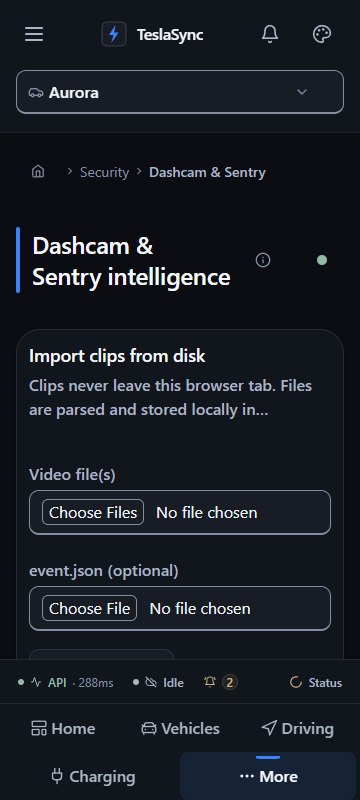 TeslaSync
Aurora
Security > Dashcam & Sentry
Dashcam &
Sentry intelligence
Import clips from disk
Clips never leave this browser tab. Files
are parsed and stored locally in...
Video file(s)
Choose Files No file chosen
event.json (optional)
Choose File No file chosen
API · 288ms Idle 2 Status
Home Vehicles Driving
Charging More